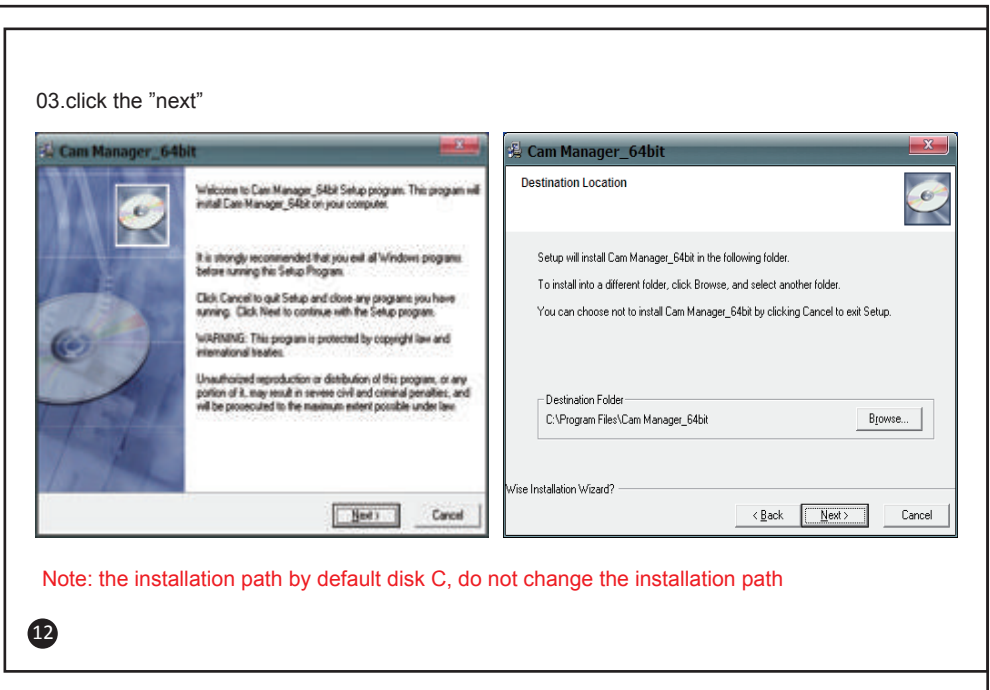 03.click the ”next”
Cam Manager_64bit
Welcome to Cam Manager_64bit Setup program. This program will
install Cam Manager_64bit on your computer.
It is strongly recommended that you exit all Windows programs
before running this Setup Program.
Click Cancel to quit Setup and close any programs you have
running. Click Next to continue with the Setup program.
WARNING: This program is protected by copyright law and
international treaties.
Unauthorized reproduction or distribution of this program, or any
portion of it, may result in severe civil and criminal penalties, and
will be prosecuted to the maximum extent possible under law.
Next >
Cancel
Cam Manager_64bit
Destination Location
Setup will install Cam Manager_64bit in the following folder.
To install into a different folder, click Browse, and select another folder.
You can choose not to install Cam Manager_64bit by clicking Cancel to exit Setup.
Destination Folder
C:\Program Files\Cam Manager_64bit
Browse...
Wise Installation Wizard?
< Back
Next >
Cancel
Note: the installation path by default disk C, do not change the installation path
12